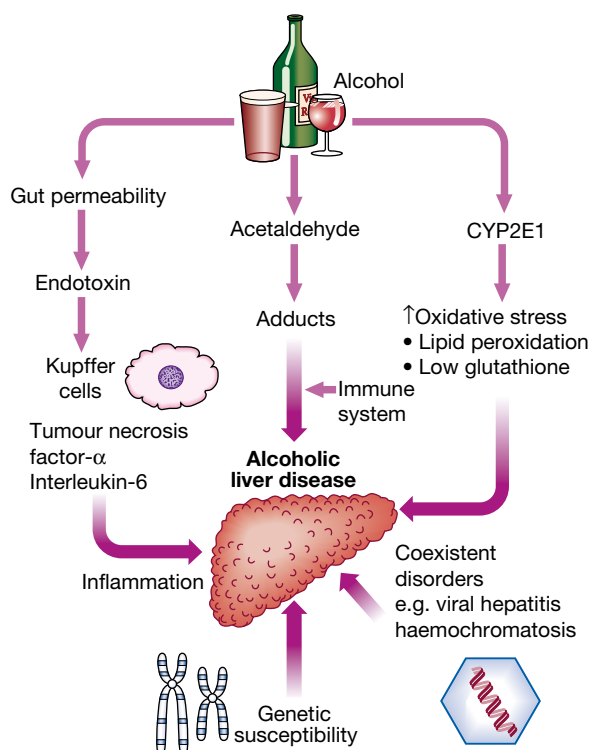 Alcohol
Vi
R
Gut permeability
Acetaldehyde
CYP2E1
Endotoxin
Adducts
↑Oxidative stress
• Lipid peroxidation
• Low glutathione
Kupffer
cells
Immune
system
Tumour necrosis
factor-α
Interleukin-6
Alcoholic
liver disease
Inflammation
Coexistent
disorders
e.g. viral hepatitis
haemochromatosis
Genetic
susceptibility